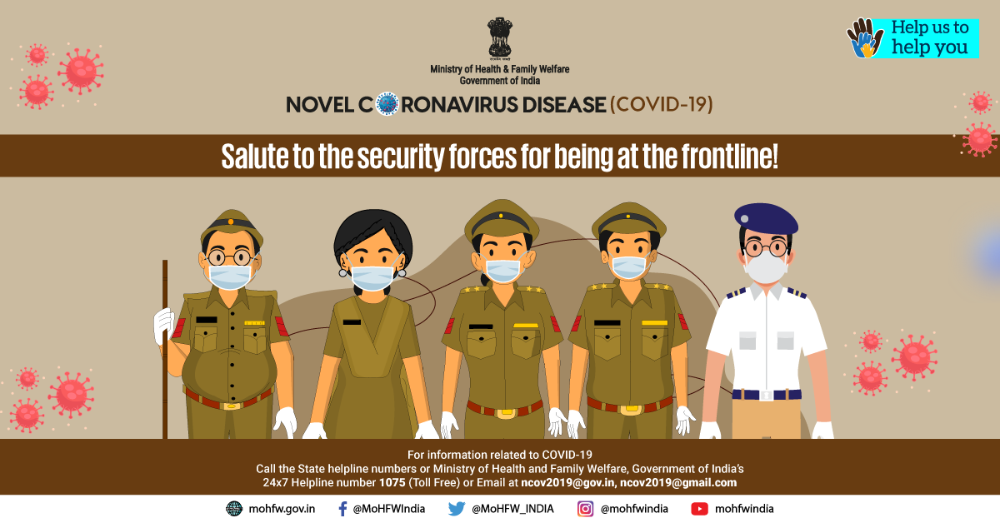 Help us to
help you
सत्यमेव जयते
Ministry of Health & Family Welfare
Government of India
NOVEL CORONAVIRUS DISEASE (COVID-19)
Salute to the security forces for being at the frontline!
For information related to COVID-19
Call the State helpline numbers or Ministry of Health and Family Welfare, Government of India's
24x7 Helpline number 1075 (Toll Free) or Email at ncov2019@gov.in, ncov2019@gmail.com
mohfw.gov.in @MoHFWIndia @MoHFW_INDIA @mohfwindia mohfwindia